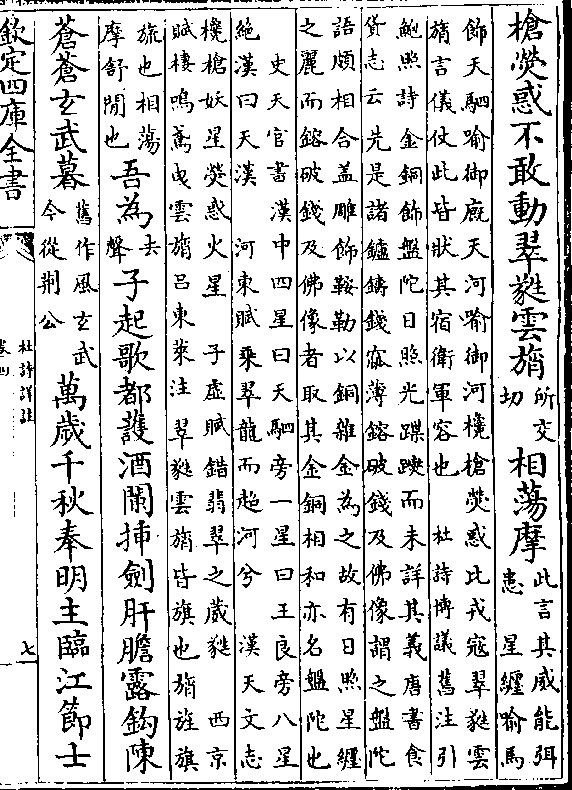 槍熒惑不敢動翠蕤雲旓所交切相蕩摩此言其威能弭患 星纏喻馬
飾天駟喻御廐天河喻御河欃槍熒惑比戎寇翠蕤雲
旓言儀仗此皆狀其宿衛軍容也 杜詩博議舊注引
鮑照詩金銅飾盤陀日照光蹀躞而未詳其義唐書食
貨志云先是諸鑪鑄錢窳薄鎔破錢及佛像謂之盤陀
語頗相合盖雕飾鞍勒以銅雜金為之故有日照星纏
之麗而鎔破錢及佛像者取其金銅相和亦名盤陀也
史天官書漢中四星曰天駟旁一星曰王良旁八星
絶漢曰天漢 河東賦乘翠龍而超河兮 漢天文志
欃槍妖星熒惑火星 子虛賦錯翡翠之葳蕤 西京
賦棲鳴鳶曳雲旓吕東萊注翠蕤雲旓皆旗也旓旌旗
旒也相蕩摩舒閒也吾為去聲子起歌都護酒闌揷劍肝膽露鈎陳
蒼蒼玄武暮舊作風玄武今從荆公萬歲千秋奉明主臨江節士
欽定四庫全書
杜詩詳註
卷四
七